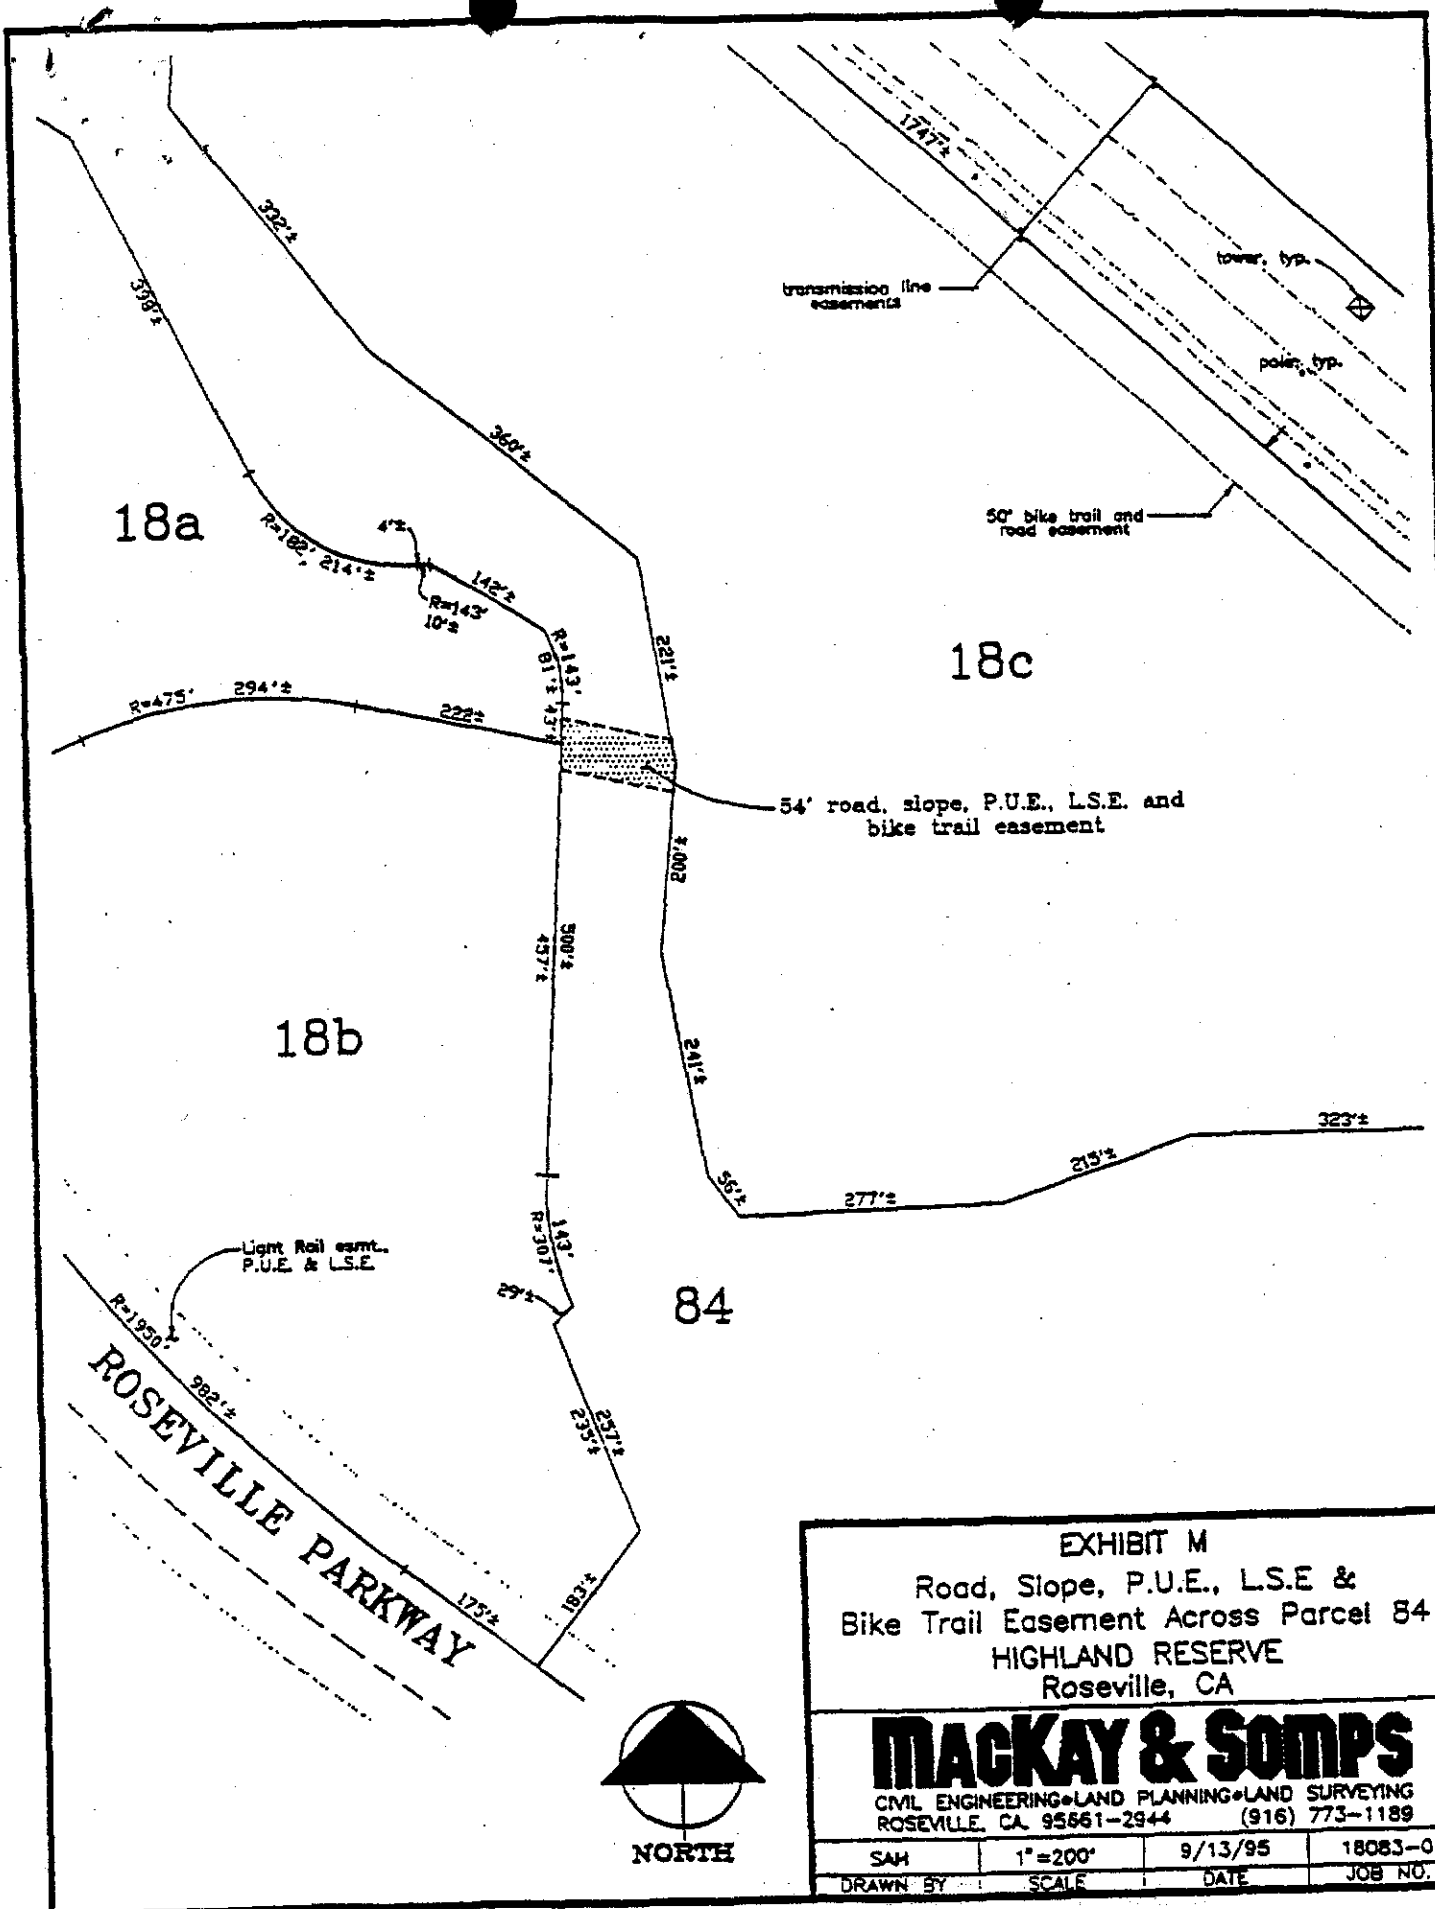 1747'±
332'±
398'±
tower, typ.
transmission line
easements
poles, typ.
360'±
18a
50' bike trail and
road easement
4'±
R=182' 214'±
142'±
R=143'
10'±
R=143'
81'±
221'±
18c
R=475' 294'±
222'±
43'±
54' road, slope, P.U.E., L.S.E. and
bike trail easement
200'±
500'±
457'±
18b
241'±
323'±
215'±
56'±
277'±
143'
R=307'
Light Rail esmt.,
P.U.E. & L.S.E.
29'±
84
R=1950'
982'±
257'±
235'±
ROSEVILLE PARKWAY
175'±
183'±
EXHIBIT M
Road, Slope, P.U.E., L.S.E &
Bike Trail Easement Across Parcel 84
HIGHLAND RESERVE
Roseville, CA
MACKAY & SOMPS
CIVIL ENGINEERING•LAND PLANNING•LAND SURVEYING
ROSEVILLE, CA. 95661-2944 (916) 773-1189
NORTH
SAH 1"=200' 9/13/95 18083-0
DRAWN BY SCALE DATE JOB NO.